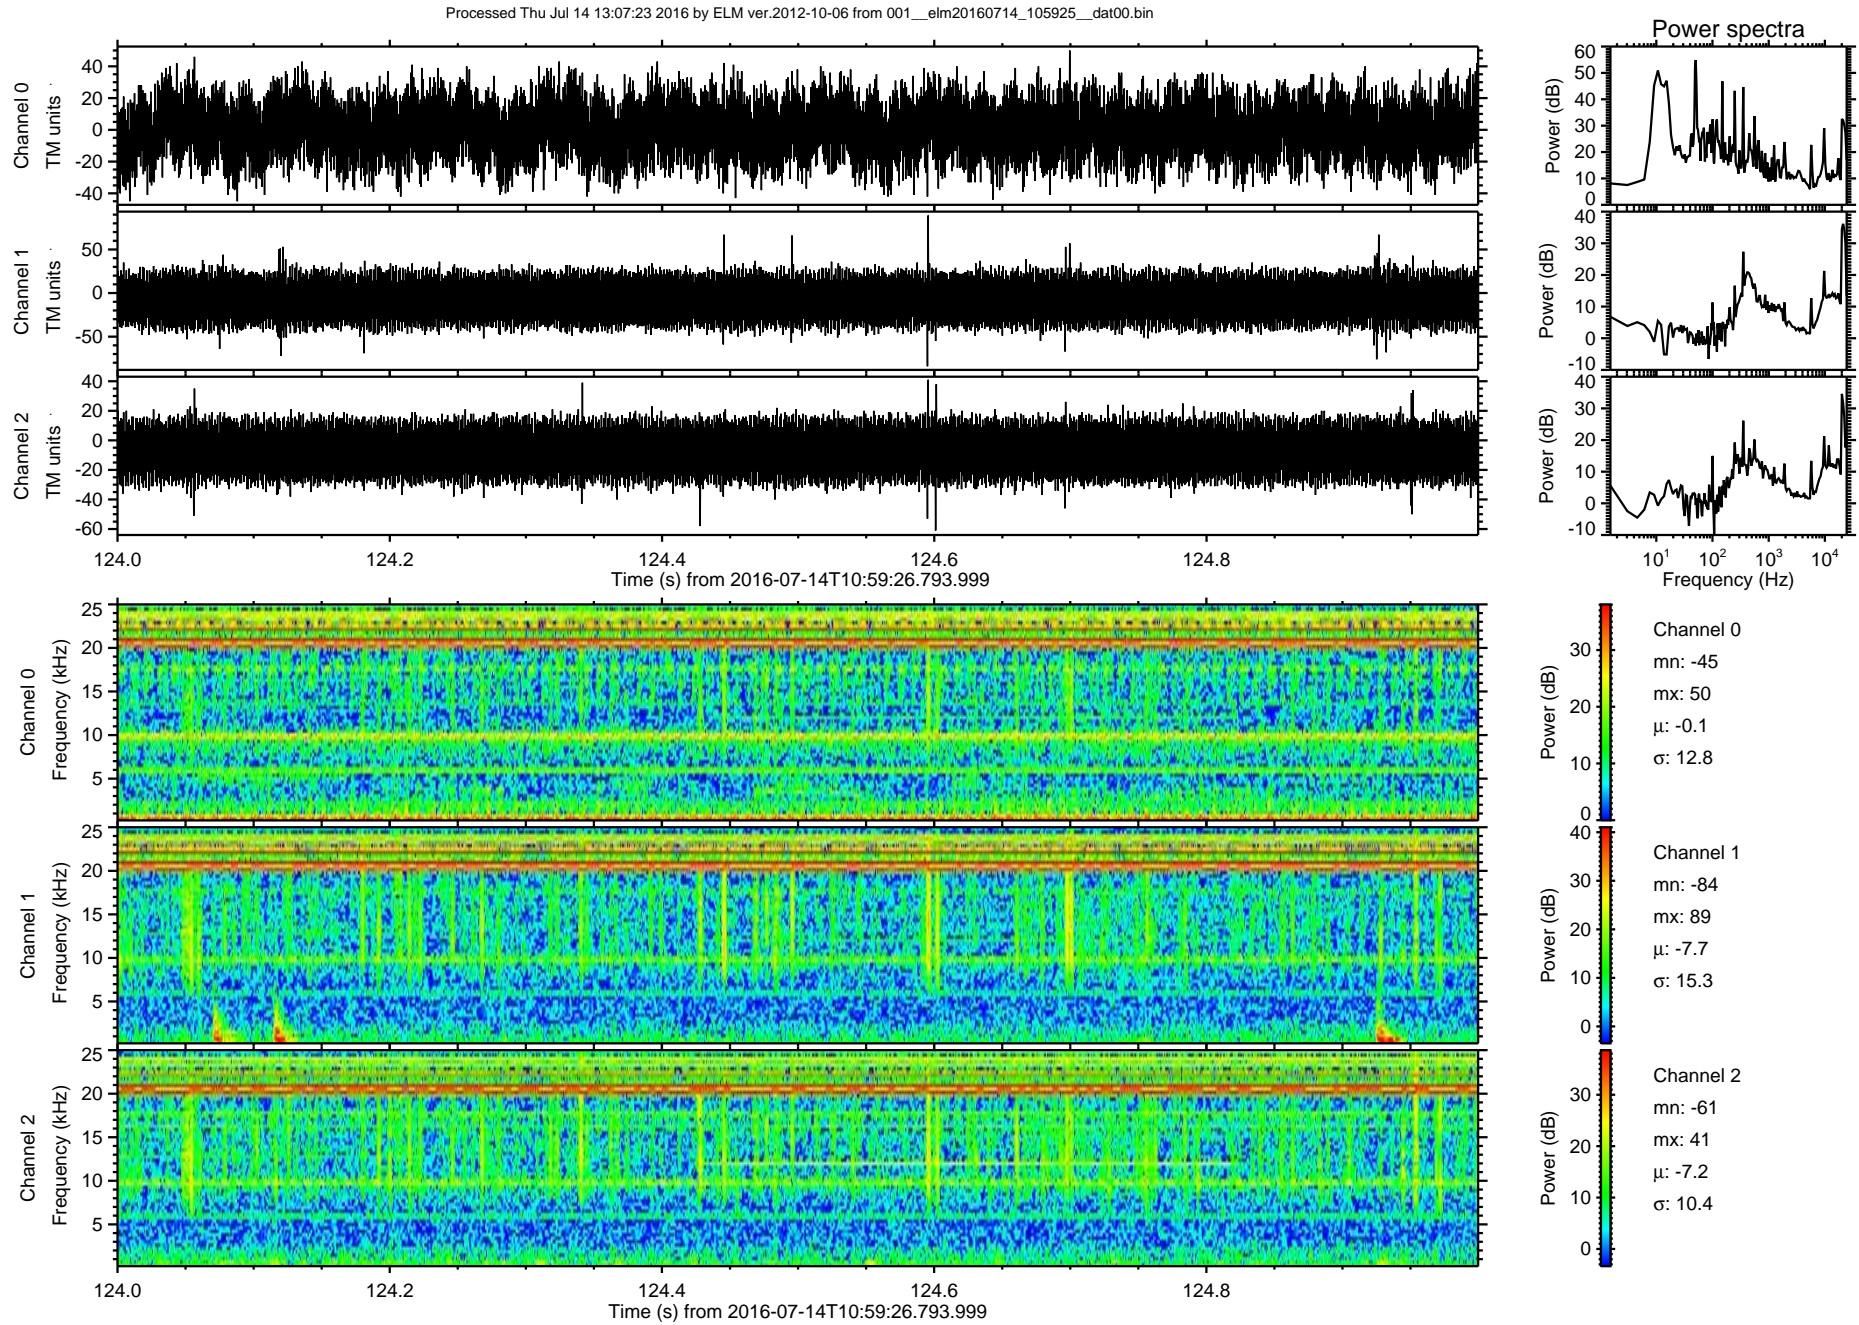 Processed Thu Jul 14 13:07:23 2016 by ELM ver.2012-10-06 from 001__elm20160714_105925__dat00.bin
Power spectra
Channel 0
TM units
40
20
0
-20
-40
Power (dB)
60
50
40
30
20
10
0
Channel 1
TM units
50
0
-50
Power (dB)
40
30
20
10
0
-10
Channel 2
TM units
40
20
0
-20
-40
-60
Power (dB)
40
30
20
10
0
-10
124.0 124.2 124.4 124.6 124.8
Time (s) from 2016-07-14T10:59:26.793.999
10¹ 10² 10³ 10⁴
Frequency (Hz)
Channel 0
Frequency (kHz)
25
20
15
10
5
Power (dB)
30
20
10
0
Channel 0
mn: -45
mx: 50
μ: -0.1
σ: 12.8
Channel 1
Frequency (kHz)
25
20
15
10
5
Power (dB)
40
30
20
10
0
Channel 1
mn: -84
mx: 89
μ: -7.7
σ: 15.3
Channel 2
Frequency (kHz)
25
20
15
10
5
Power (dB)
30
20
10
0
Channel 2
mn: -61
mx: 41
μ: -7.2
σ: 10.4
124.0 124.2 124.4 124.6 124.8
Time (s) from 2016-07-14T10:59:26.793.999